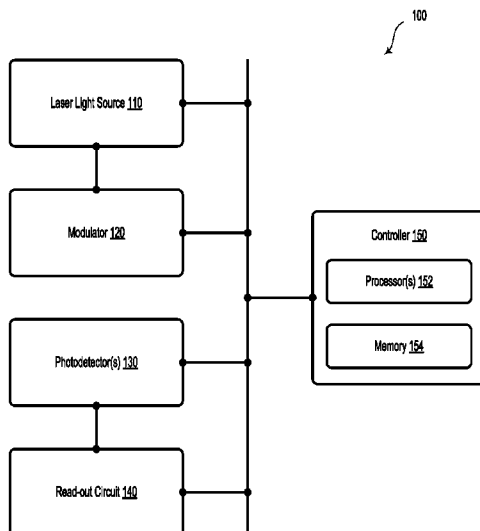 100
Laser Light Source 110
Modulator 120
Controller 150
Processor(s) 152
Memory 154
Photodetector(s) 130
Read-out Circuit 140